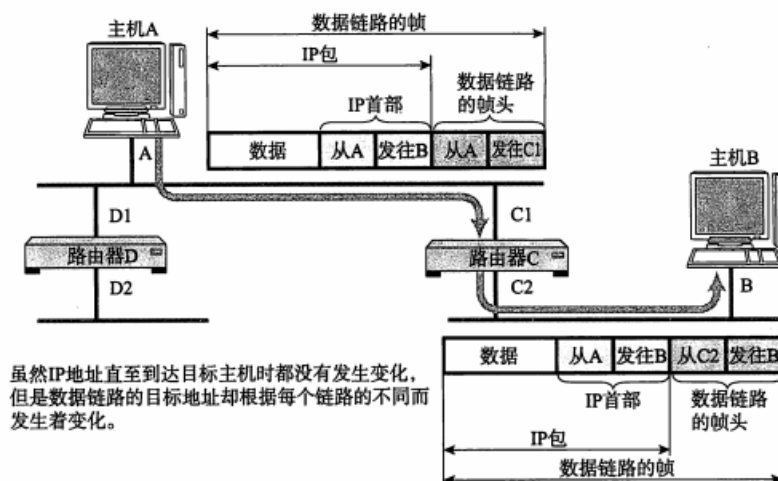 主机A
数据链路的帧
IP包
IP首部
数据链路
的帧头
数据
从A
发往B
从A
发往C1
A
D1
路由器D
D2
C1
路由器C
C2
主机B
B
数据
从A
发往B
从C2
发往B
IP首部
数据链路
的帧头
IP包
数据链路的帧
虽然IP地址直至到达目标主机时都没有发生变化，
但是数据链路的目标地址却根据每个链路的不同而
发生着变化。